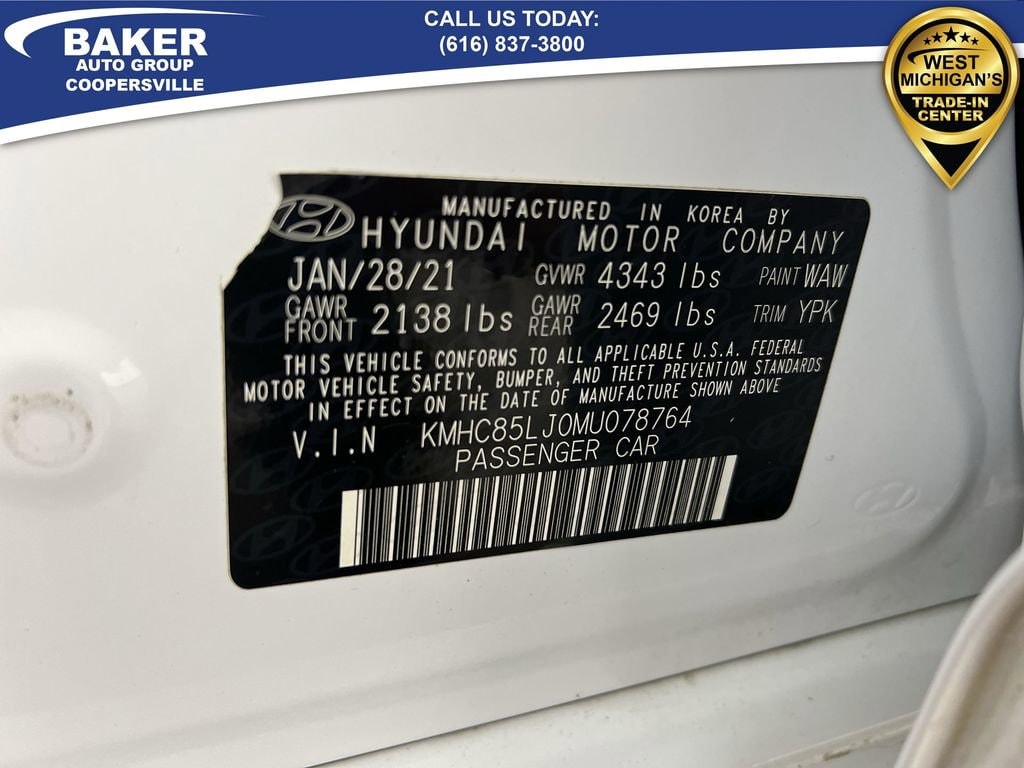 BAKER
AUTO GROUP
COOPERSVILLE
CALL US TODAY:
(616) 837-3800
WEST
MICHIGAN'S
TRADE-IN
CENTER
MANUFACTURED IN KOREA BY
HYUNDAI MOTOR COMPANY
JAN/28/21 GVWR 4343 lbs PAINT WAW
GAWR FRONT 2138 lbs GAWR REAR 2469 lbs TRIM YPK
THIS VEHICLE CONFORMS TO ALL APPLICABLE U.S.A. FEDERAL
MOTOR VEHICLE SAFETY, BUMPER, AND THEFT PREVENTION STANDARDS
IN EFFECT ON THE DATE OF MANUFACTURE SHOWN ABOVE
V.I.N KMHC85LJ0MU078764
PASSENGER CAR